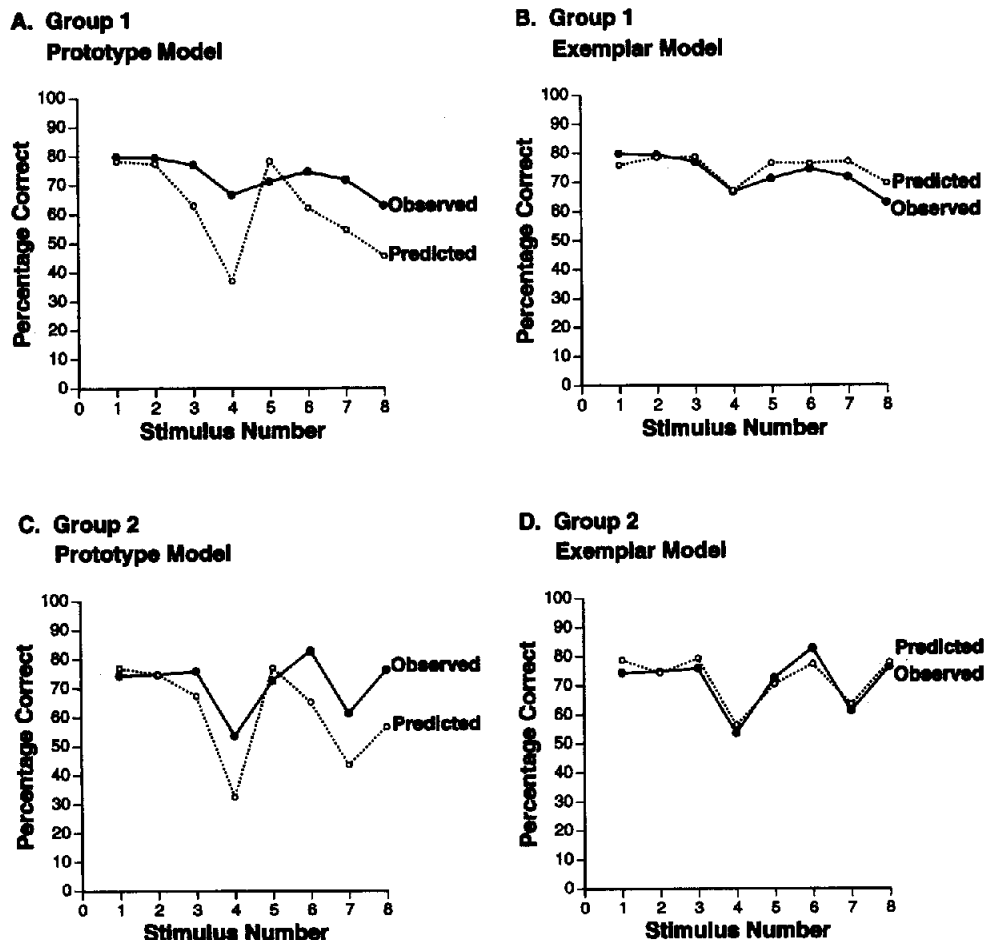 A. Group 1
Prototype Model
100
90
80
70
60
50
40
30
20
10
0
Percentage Correct
Observed
Predicted
0 1 2 3 4 5 6 7 8
Stimulus Number
B. Group 1
Exemplar Model
100
90
80
70
60
50
40
30
20
10
0
Percentage Correct
Predicted
Observed
0 1 2 3 4 5 6 7 8
Stimulus Number
C. Group 2
Prototype Model
100
90
80
70
60
50
40
30
20
10
0
Percentage Correct
Observed
Predicted
0 1 2 3 4 5 6 7 8
Stimulus Number
D. Group 2
Exemplar Model
100
90
80
70
60
50
40
30
20
10
0
Percentage Correct
Predicted
Observed
0 1 2 3 4 5 6 7 8
Stimulus Number